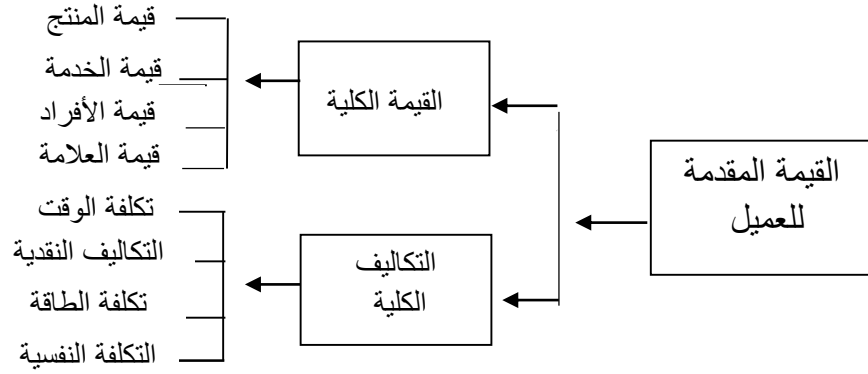 القيمة المقدمة
للعميل
القيمة الكلية
قيمة المنتج
قيمة الخدمة
قيمة الأفراد
قيمة العلامة
التكاليف
الكلية
تكلفة الوقت
التكاليف النقدية
تكلفة الطاقة
التكلفة النفسية